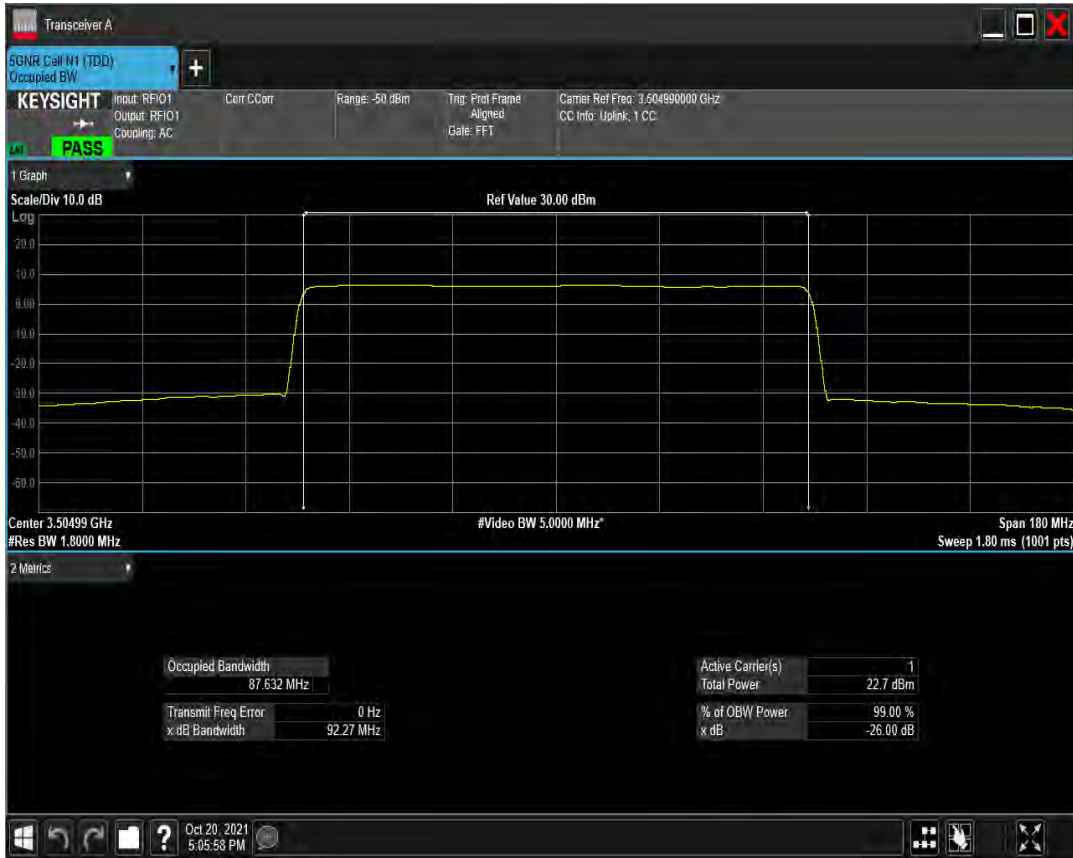 Transceiver A
5GNR Cell N1 (TDD)
Occupied BW
+
KEYSIGHT
Input: RFIO1
Output: RFIO1
Coupling: AC
Corr CCorr
Range: -50 dBm
Trig: Prot Frame
Aligned
Gate: FFT
Carrier Ref Freq: 3.504990000 GHz
CC Info: Uplink, 1 CC
PASS
1 Graph
Scale/Div 10.0 dB
Ref Value 30.00 dBm
Log
20.0
10.0
0.00
-10.0
-20.0
-30.0
-40.0
-50.0
-60.0
Center 3.50499 GHz
#Video BW 5.0000 MHz*
Span 180 MHz
#Res BW 1.8000 MHz
Sweep 1.80 ms (1001 pts)
2 Metrics
Occupied Bandwidth
87.632 MHz
Transmit Freq Error 0 Hz
x dB Bandwidth 92.27 MHz
Active Carrier(s) 1
Total Power 22.7 dBm
% of OBW Power 99.00 %
x dB -26.00 dB
?
Oct 20, 2021
5:05:58 PM